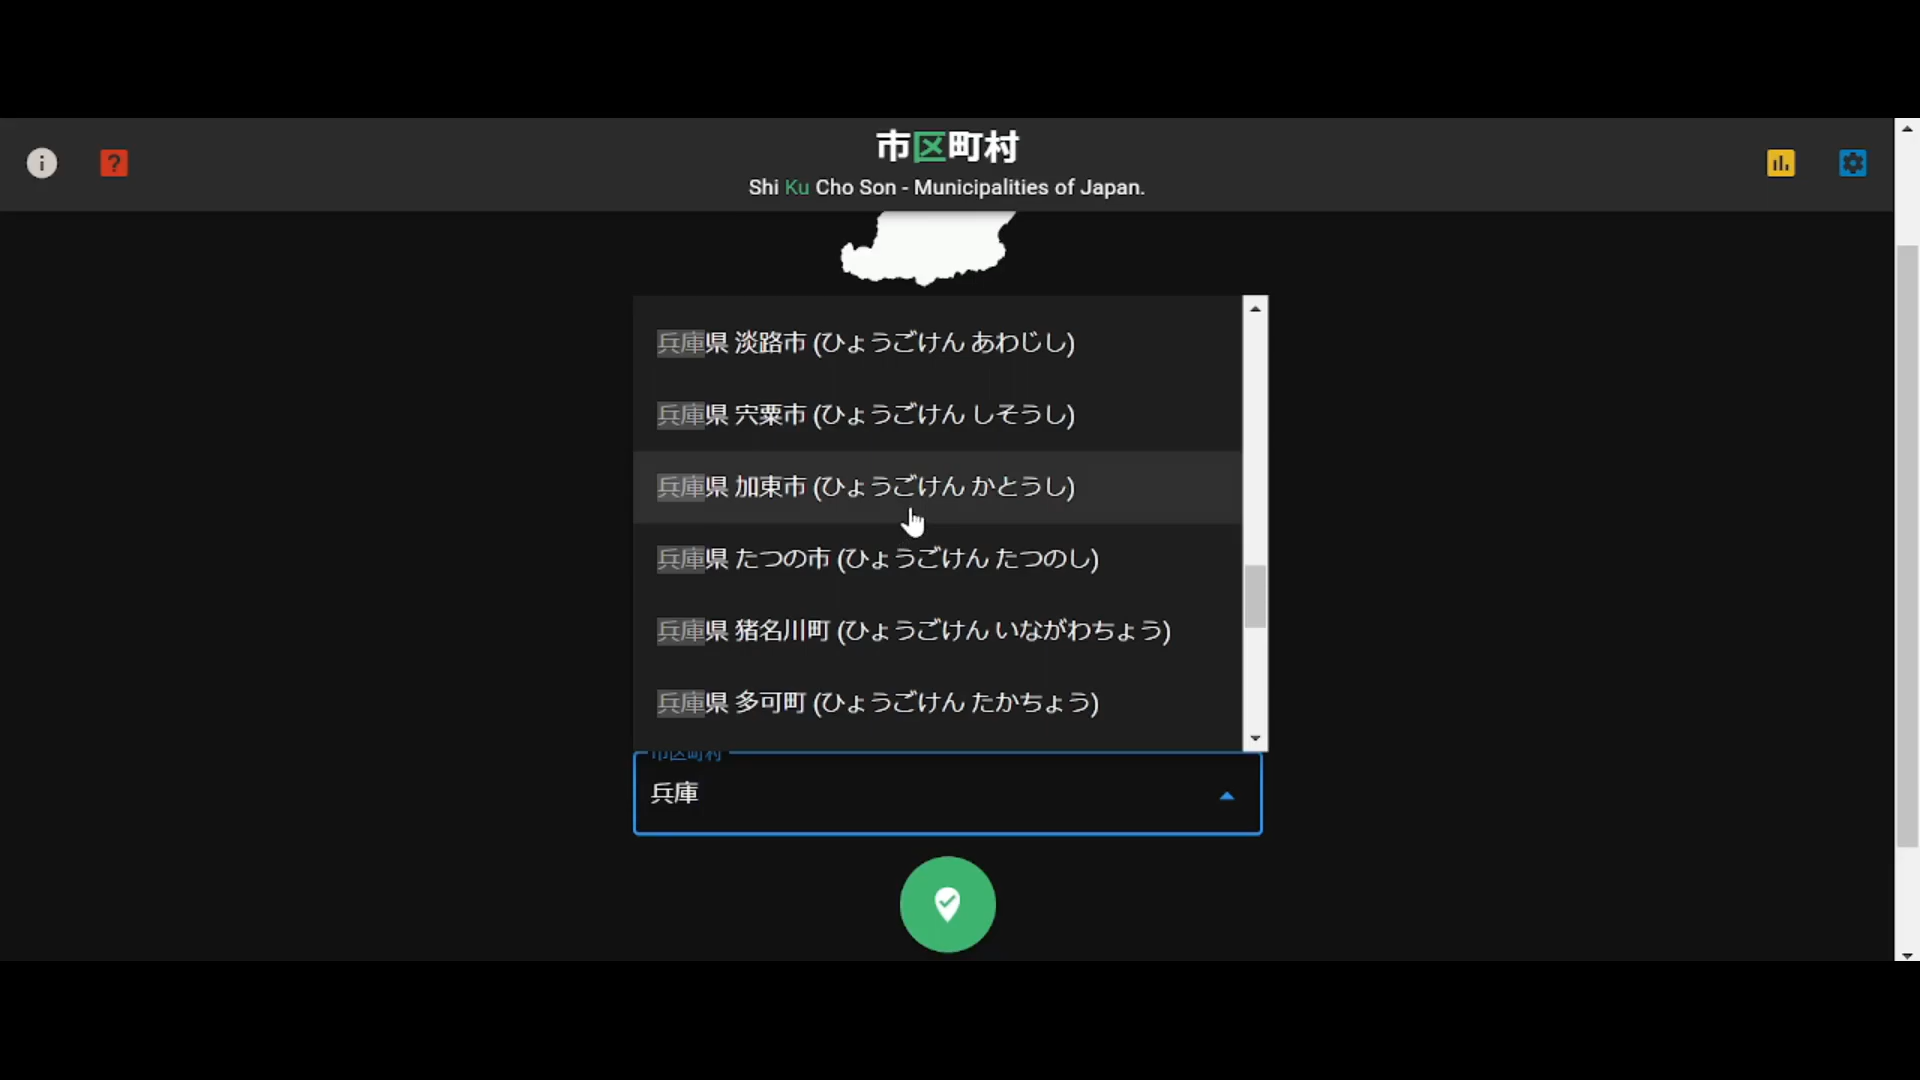 市区町村
Shi Ku Cho Son - Municipalities of Japan.
兵庫県 淡路市 (ひょうごけん あわじし)
兵庫県 宍粟市 (ひょうごけん しそうし)
兵庫県 加東市 (ひょうごけん かとうし)
兵庫県 たつの市 (ひょうごけん たつのし)
兵庫県 猪名川町 (ひょうごけん いながわちょう)
兵庫県 多可町 (ひょうごけん たかちょう)
市区町村
兵庫